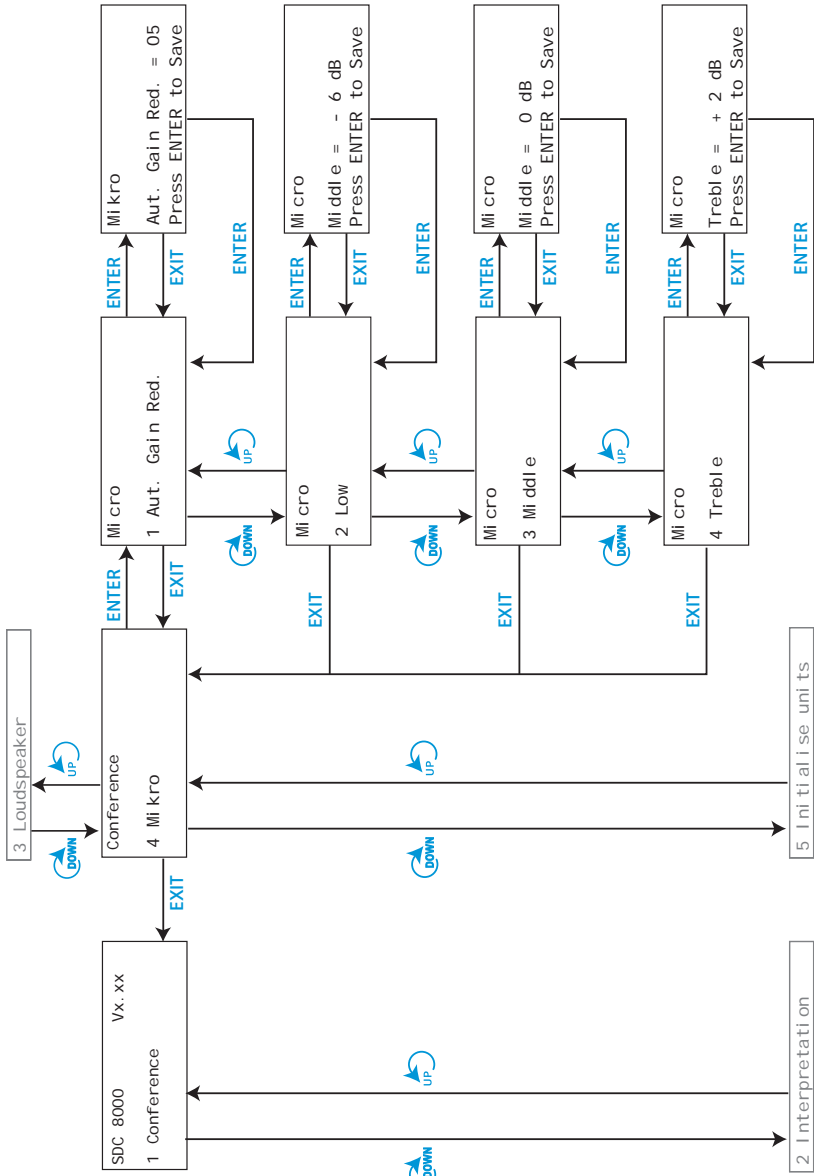 SDC 8000 Vx.xx
1 Conference
DOWN
UP
2 Interpretation
EXIT
3 Loudspeaker
DOWN
UP
Conference
4 Mikro
DOWN
UP
5 Initialise units
ENTER
EXIT
Micro
1 Aut. Gain Red.
ENTER
EXIT
Mikro
Aut. Gain Red. = 05
Press ENTER to Save
ENTER
DOWN
UP
EXIT
Micro
2 Low
ENTER
EXIT
Micro
Middle = - 6 dB
Press ENTER to Save
ENTER
DOWN
UP
EXIT
Micro
3 Middle
ENTER
EXIT
Micro
Middle = 0 dB
Press ENTER to Save
ENTER
DOWN
UP
EXIT
Micro
4 Treble
ENTER
EXIT
Micro
Treble = + 2 dB
Press ENTER to Save
ENTER